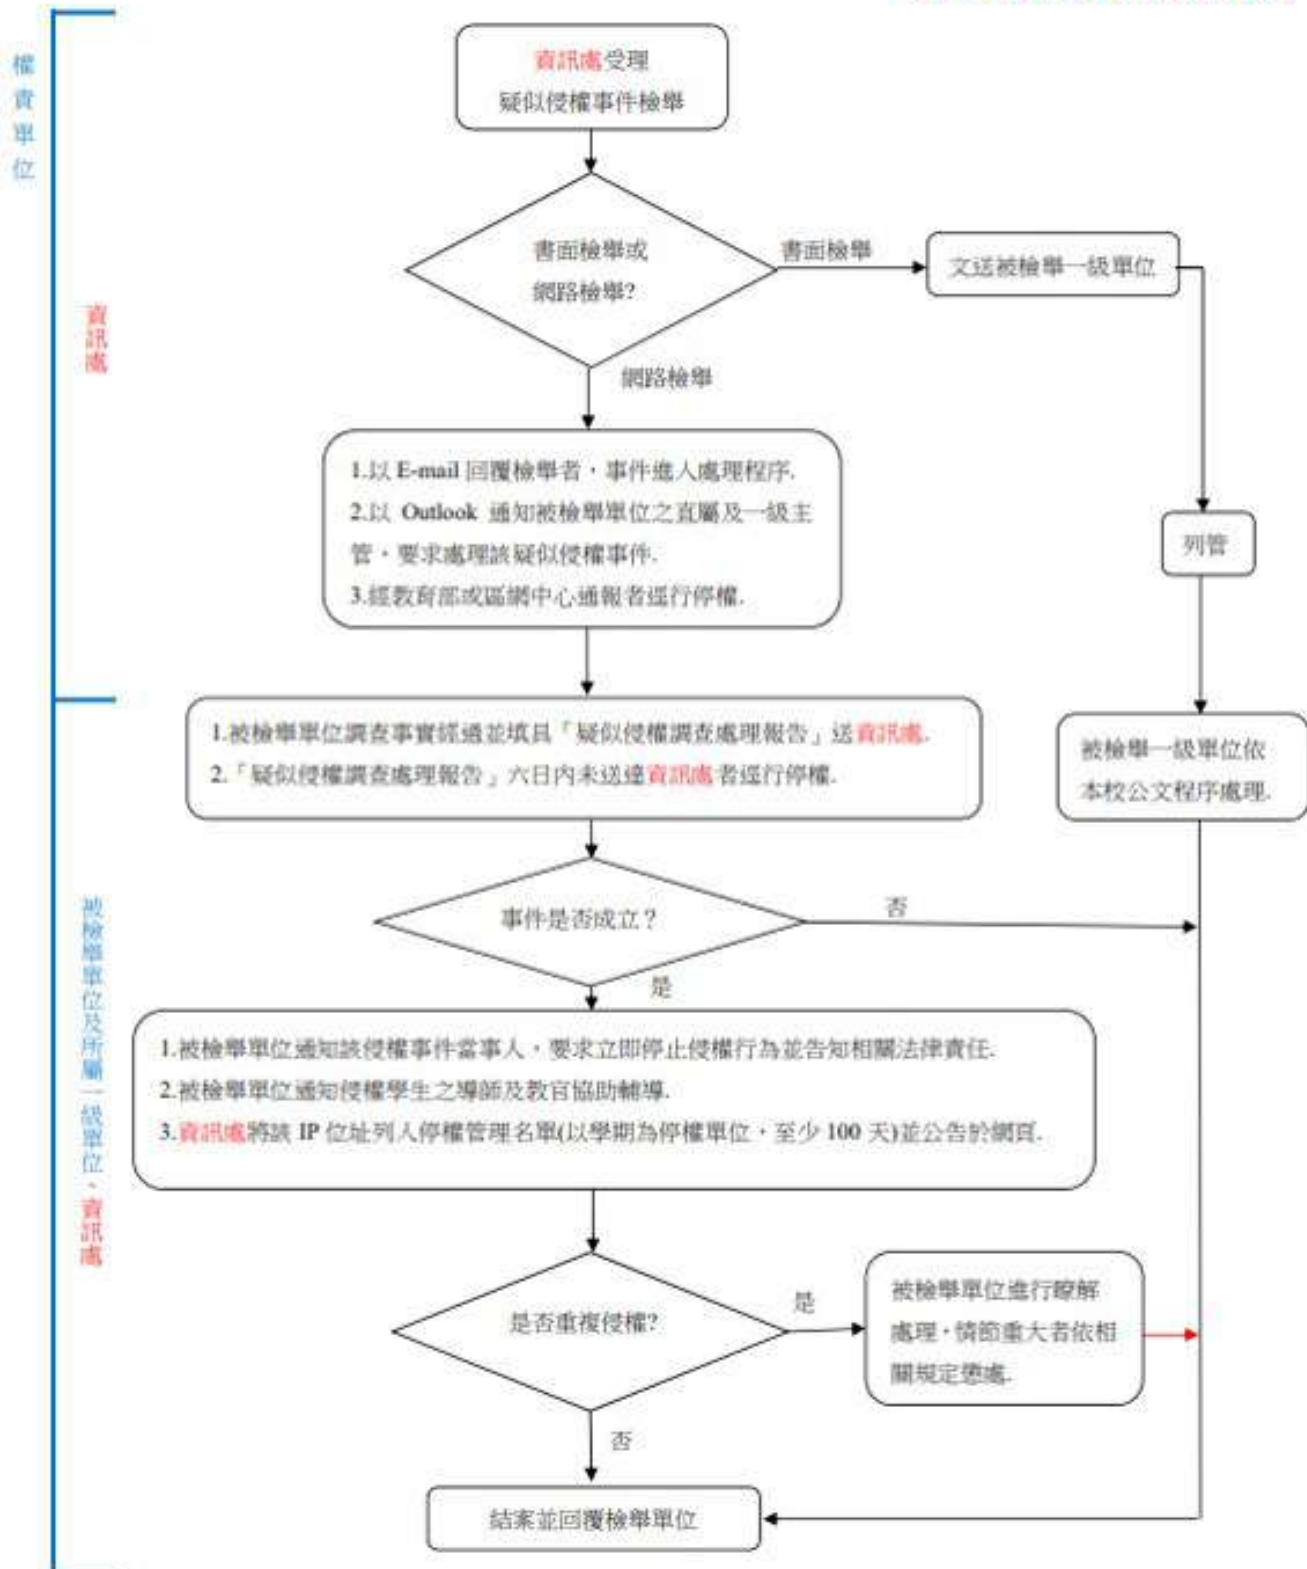 權責單位
資訊處
資訊處受理
疑似侵權事件檢舉
書面檢舉或
網路檢舉?
書面檢舉
文送被檢舉一級單位
網路檢舉
1.以 E-mail 回覆檢舉者，事件進入處理程序.
2.以 Outlook 通知被檢舉單位之直屬及一級主
管，要求處理該疑似侵權事件.
3.經教育部或區網中心通報者逕行停權.
列管
1.被檢舉單位調查事實經過並填具「疑似侵權調查處理報告」送資訊處.
2.「疑似侵權調查處理報告」六日內未送達資訊處者逕行停權.
被檢舉一級單位依
本校公文程序處理.
被檢舉單位及所屬一級單位、資訊處
事件是否成立？
否
是
1.被檢舉單位通知該侵權事件當事人，要求立即停止侵權行為並告知相關法律責任.
2.被檢舉單位通知侵權學生之導師及教官協助輔導.
3.資訊處將該 IP 位址列入停權管理名單(以學期為停權單位，至少 100 天)並公告於網頁.
是否重複侵權?
是
被檢舉單位進行瞭解
處理，情節重大者依相
關規定懲處.
否
結案並回覆檢舉單位